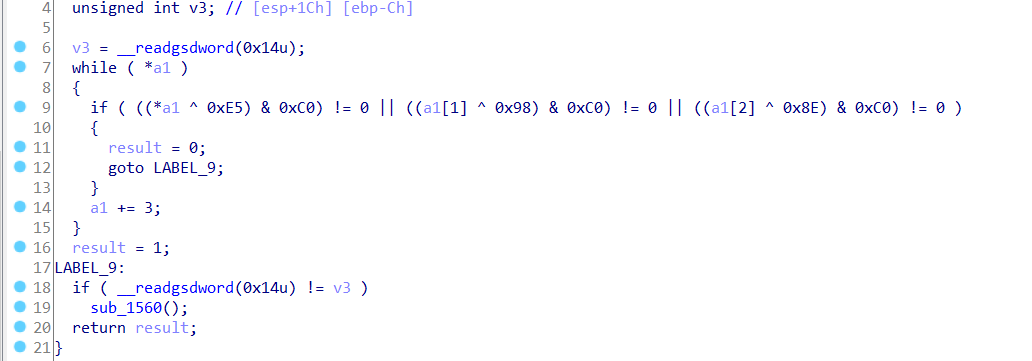 4 unsigned int v3; // [esp+1Ch] [ebp-Ch]
5
6 v3 = __readgsdword(0x14u);
7 while ( *a1 )
8 {
9 if ( ((*a1 ^ 0xE5) & 0xC0) != 0 || ((a1[1] ^ 0x98) & 0xC0) != 0 || ((a1[2] ^ 0x8E) & 0xC0) != 0 )
10 {
11 result = 0;
12 goto LABEL_9;
13 }
14 a1 += 3;
15 }
16 result = 1;
17 LABEL_9:
18 if ( __readgsdword(0x14u) != v3 )
19 sub_1560();
20 return result;
21 }